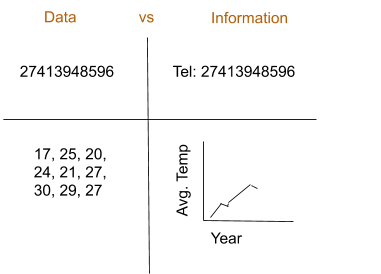 Data vs Information
27413948596
Tel: 27413948596
17, 25, 20,
24, 21, 27,
30, 29, 27
Avg. Temp
Year